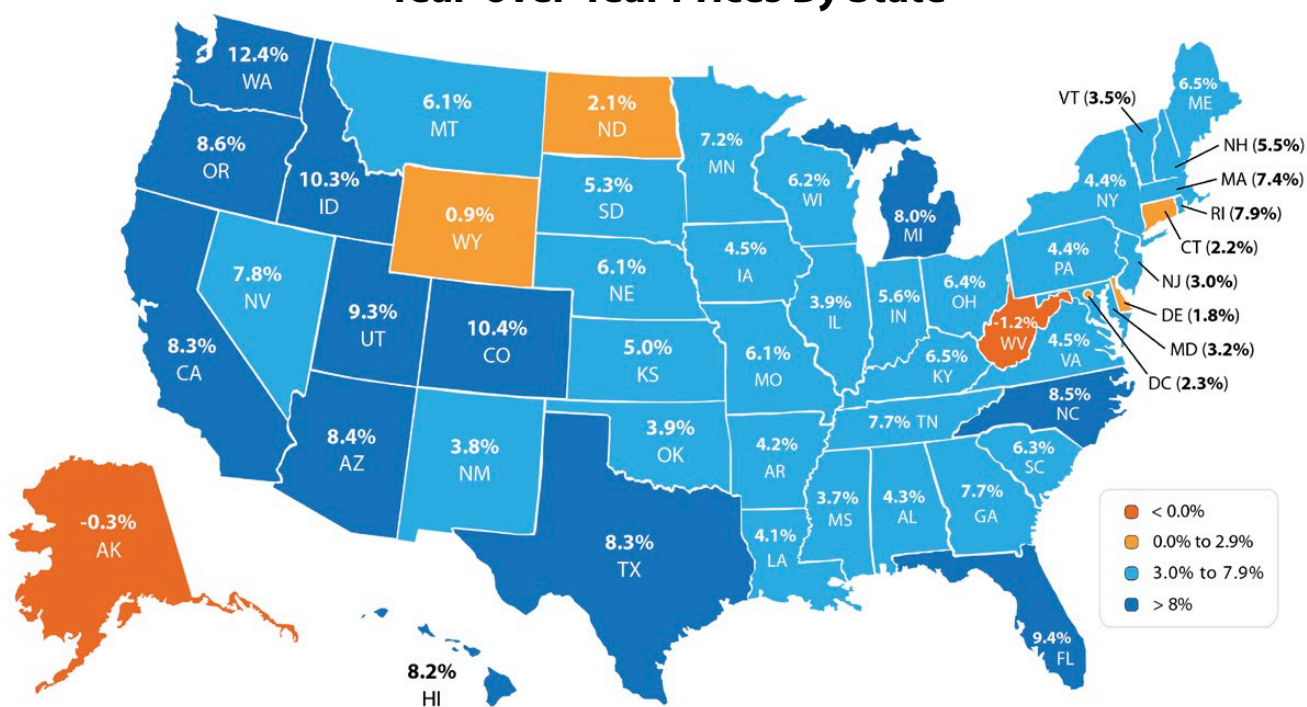 Year-over-Year Prices By State
12.4%
WA
8.6%
OR
10.3%
ID
6.1%
MT
2.1%
ND
7.2%
MN
6.2%
WI
8.0%
MI
VT (3.5%)
6.5%
ME
NH (5.5%)
MA (7.4%)
RI (7.9%)
CT (2.2%)
NJ (3.0%)
DE (1.8%)
MD (3.2%)
DC (2.3%)
4.4%
NY
0.9%
WY
5.3%
SD
4.5%
IA
4.4%
PA
7.8%
NV
8.3%
CA
9.3%
UT
10.4%
CO
6.1%
NE
3.9%
IL
5.6%
IN
6.4%
OH
-1.2%
WV
4.5%
VA
5.0%
KS
6.1%
MO
6.5%
KY
8.5%
NC
8.4%
AZ
3.8%
NM
3.9%
OK
4.2%
AR
7.7% TN
6.3%
SC
8.3%
TX
4.1%
LA
3.7%
MS
4.3%
AL
7.7%
GA
9.4%
FL
-0.3%
AK
8.2%
HI
< 0.0%
0.0% to 2.9%
3.0% to 7.9%
> 8%